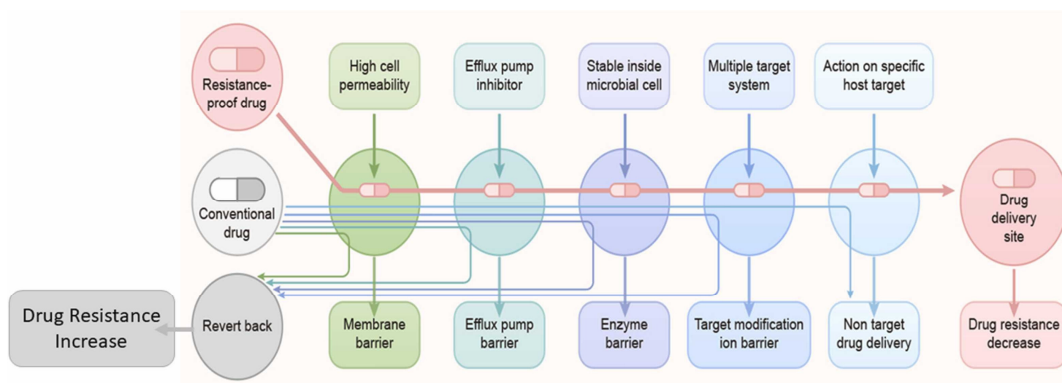 Resistance-
proof drug
High cell
permeability
Efflux pump
inhibitor
Stable inside
microbial cell
Multiple target
system
Action on specific
host target
Conventional
drug
Drug
delivery
site
Revert back
Drug Resistance
Increase
Membrane
barrier
Efflux pump
barrier
Enzyme
barrier
Target modification
ion barrier
Non target
drug delivery
Drug resistance
decrease